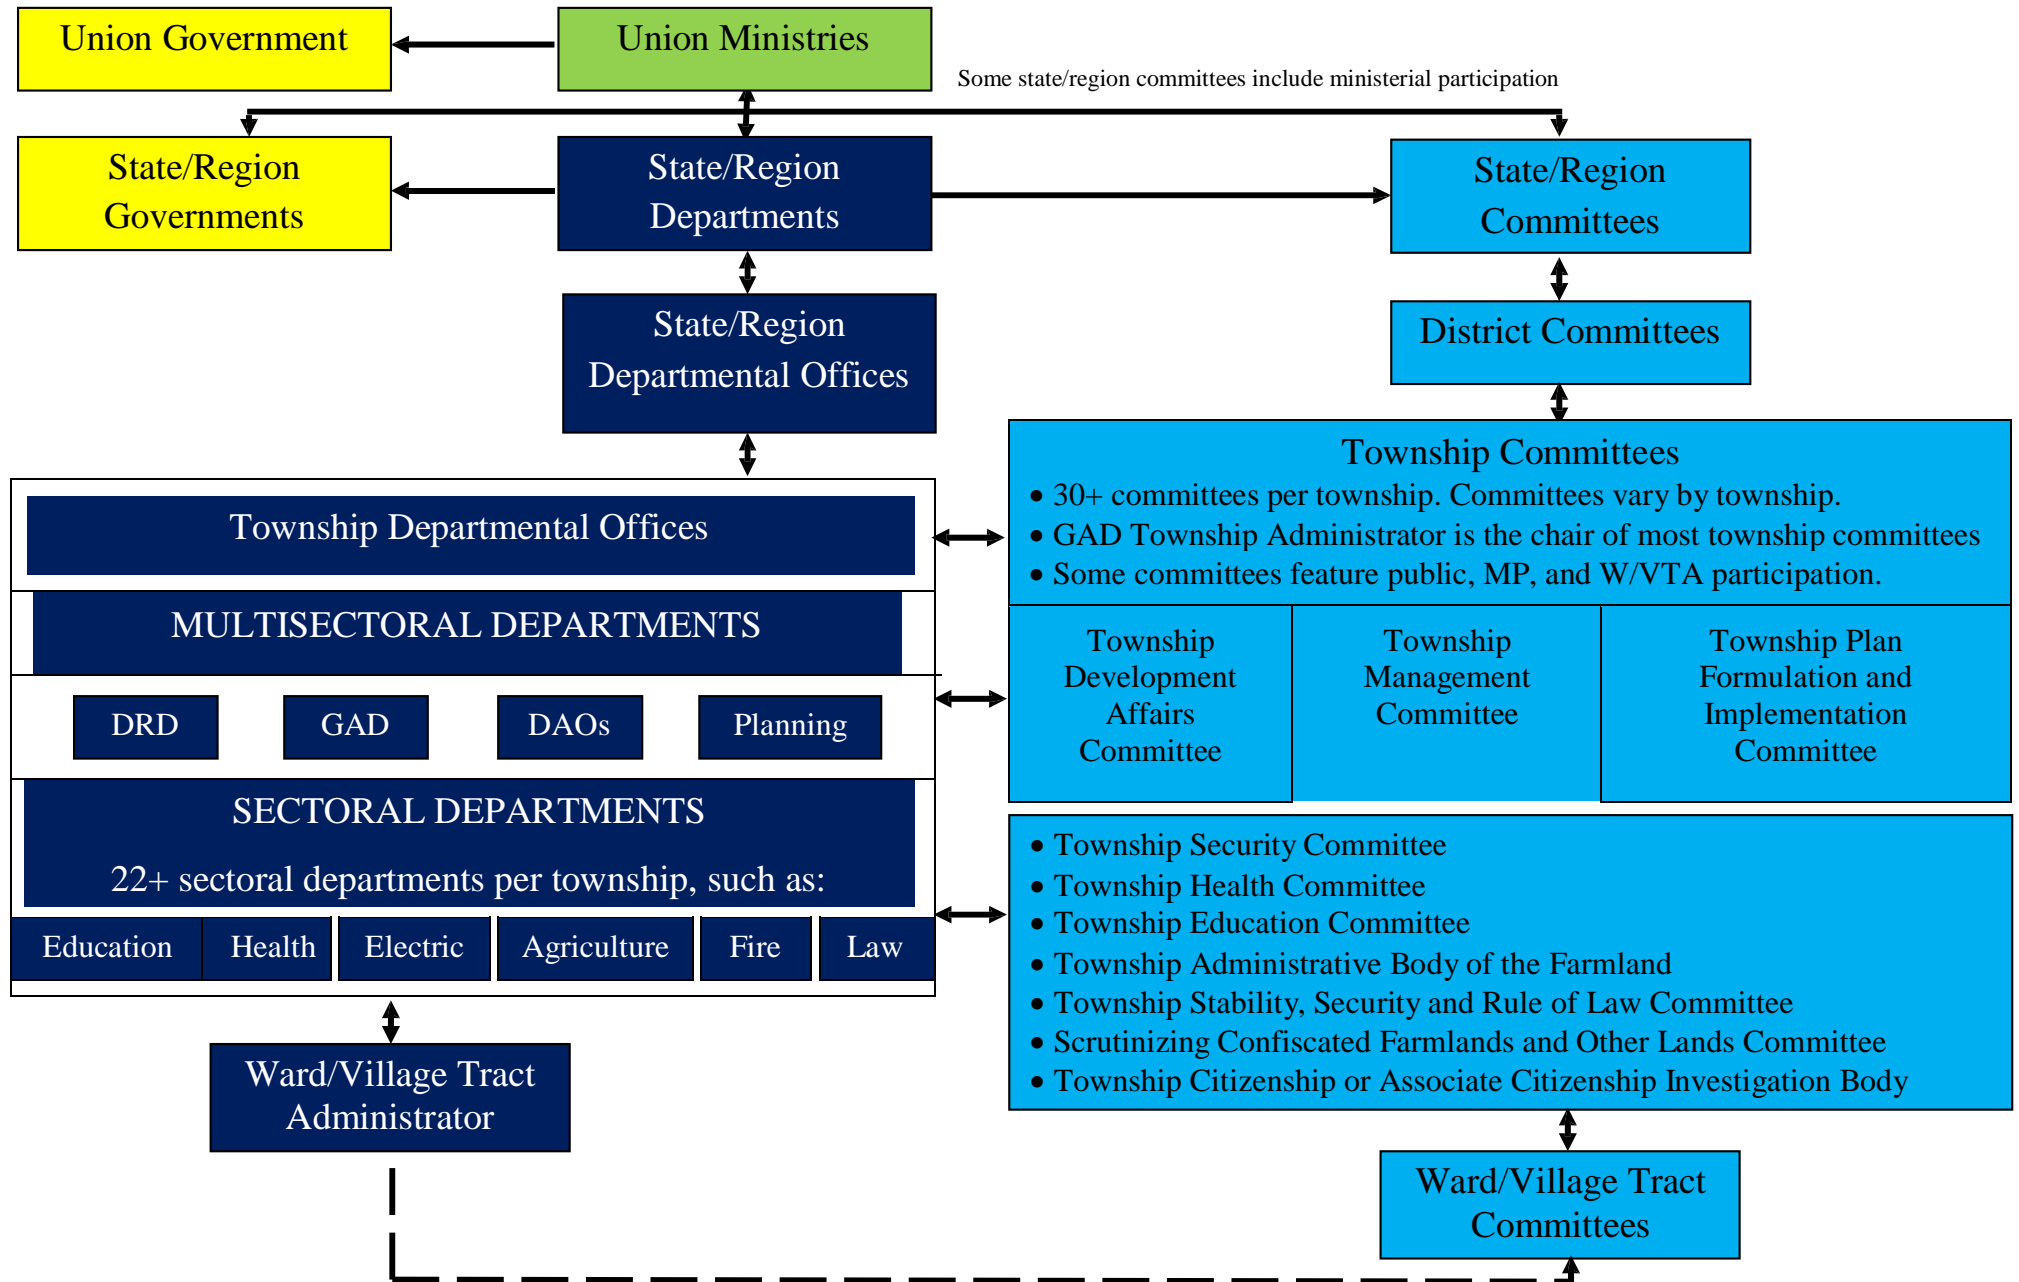 Union Government
Union Ministries
Some state/region committees include ministerial participation
State/Region
Governments
State/Region
Departments
State/Region
Committees
State/Region
Departmental Offices
District Committees
Township Departmental Offices
MULTISECTORAL DEPARTMENTS
DRD
GAD
DAOs
Planning
SECTORAL DEPARTMENTS
22+ sectoral departments per township, such as:
Education
Health
Electric
Agriculture
Fire
Law
Township Committees
• 30+ committees per township. Committees vary by township.
• GAD Township Administrator is the chair of most township committees
• Some committees feature public, MP, and W/VTA participation.
Township
Development
Affairs
Committee
Township
Management
Committee
Township Plan
Formulation and
Implementation
Committee
• Township Security Committee
• Township Health Committee
• Township Education Committee
• Township Administrative Body of the Farmland
• Township Stability, Security and Rule of Law Committee
• Scrutinizing Confiscated Farmlands and Other Lands Committee
• Township Citizenship or Associate Citizenship Investigation Body
Ward/Village Tract
Administrator
Ward/Village Tract
Committees